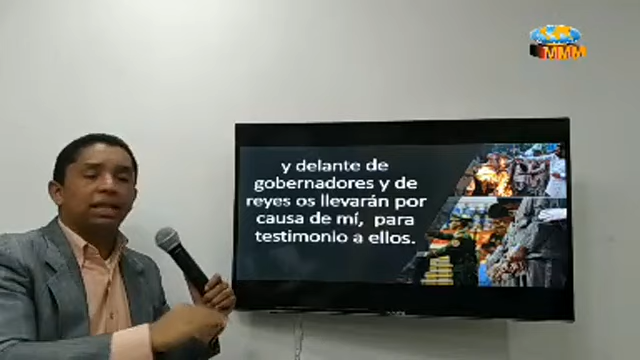 MMM
y delante de
gobernadores y de
reyes os llevarán por
causa de mí, para
testimonio a ellos.